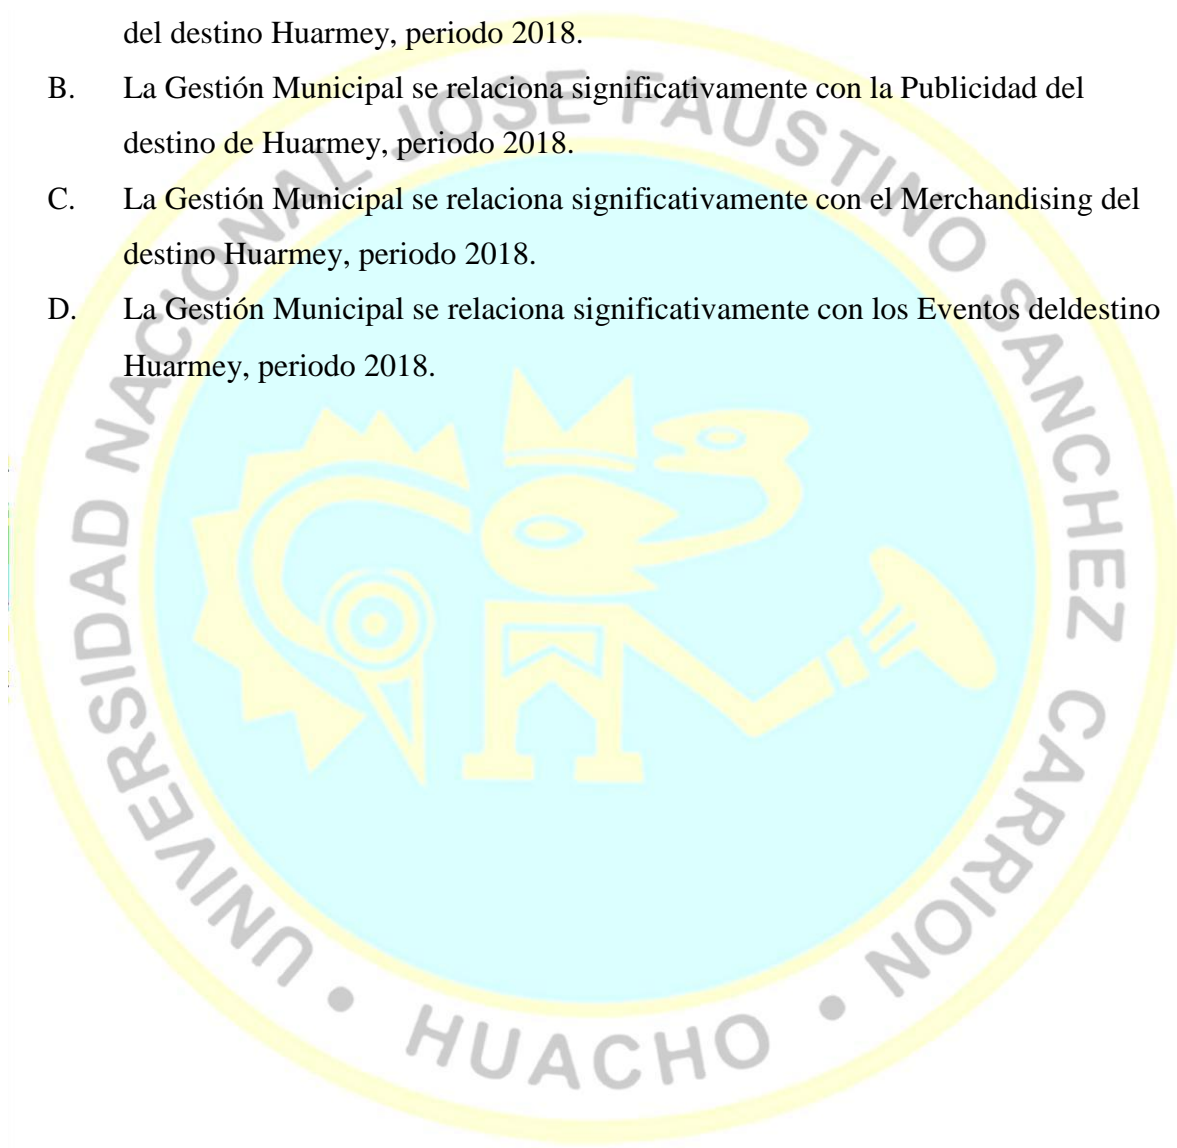 del destino Huarmey, periodo 2018.
B. La Gestión Municipal se relaciona significativamente con la Publicidad del
destino de Huarmey, periodo 2018.
C. La Gestión Municipal se relaciona significativamente con el Merchandising del
destino Huarmey, periodo 2018.
D. La Gestión Municipal se relaciona significativamente con los Eventos deldestino
Huarmey, periodo 2018.
UNIVERSIDAD NACIONAL JOSE FAUSTINO SANCHEZ CARRION • HUACHO •